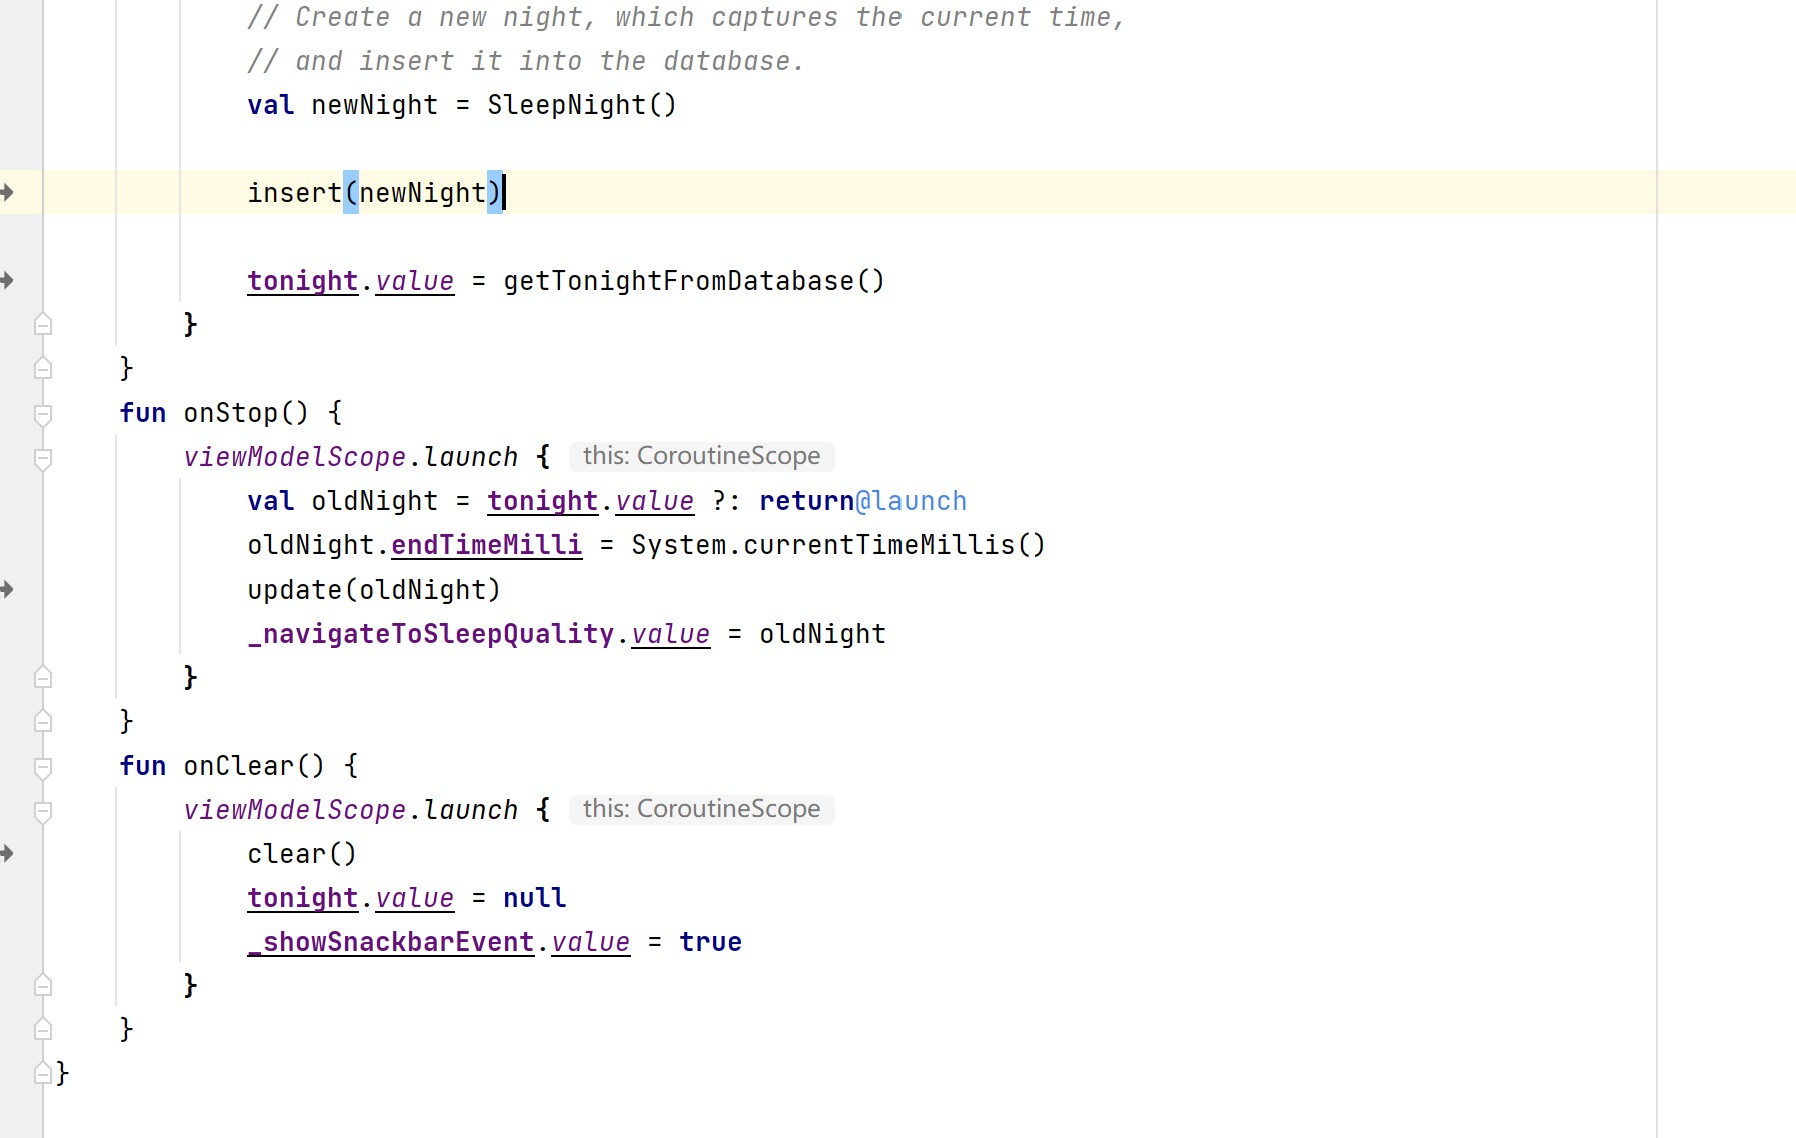 // Create a new night, which captures the current time,
// and insert it into the database.
val newNight = SleepNight()
insert(newNight)
tonight.value = getTonightFromDatabase()
}
}
fun onStop() {
viewModelScope.launch { this: CoroutineScope
val oldNight = tonight.value ?: return@launch
oldNight.endTimeMilli = System.currentTimeMillis()
update(oldNight)
_navigateToSleepQuality.value = oldNight
}
}
fun onClear() {
viewModelScope.launch { this: CoroutineScope
clear()
tonight.value = null
_showSnackbarEvent.value = true
}
}
}